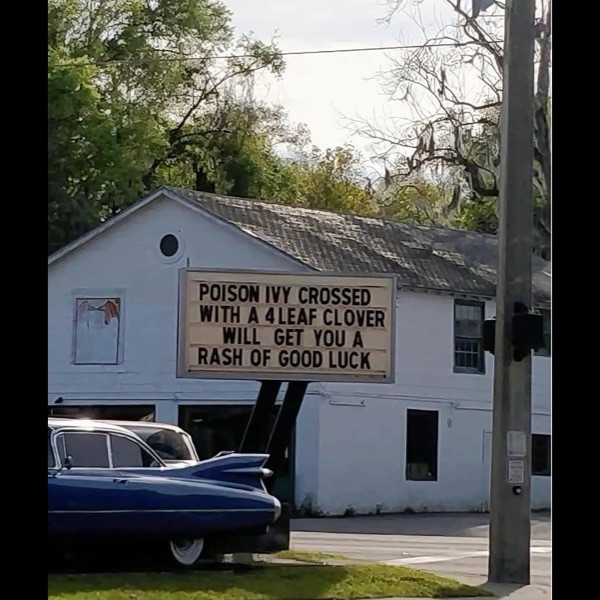 POISON IVY CROSSED
WITH A 4 LEAF CLOVER
WILL GET YOU A
RASH OF GOOD LUCK